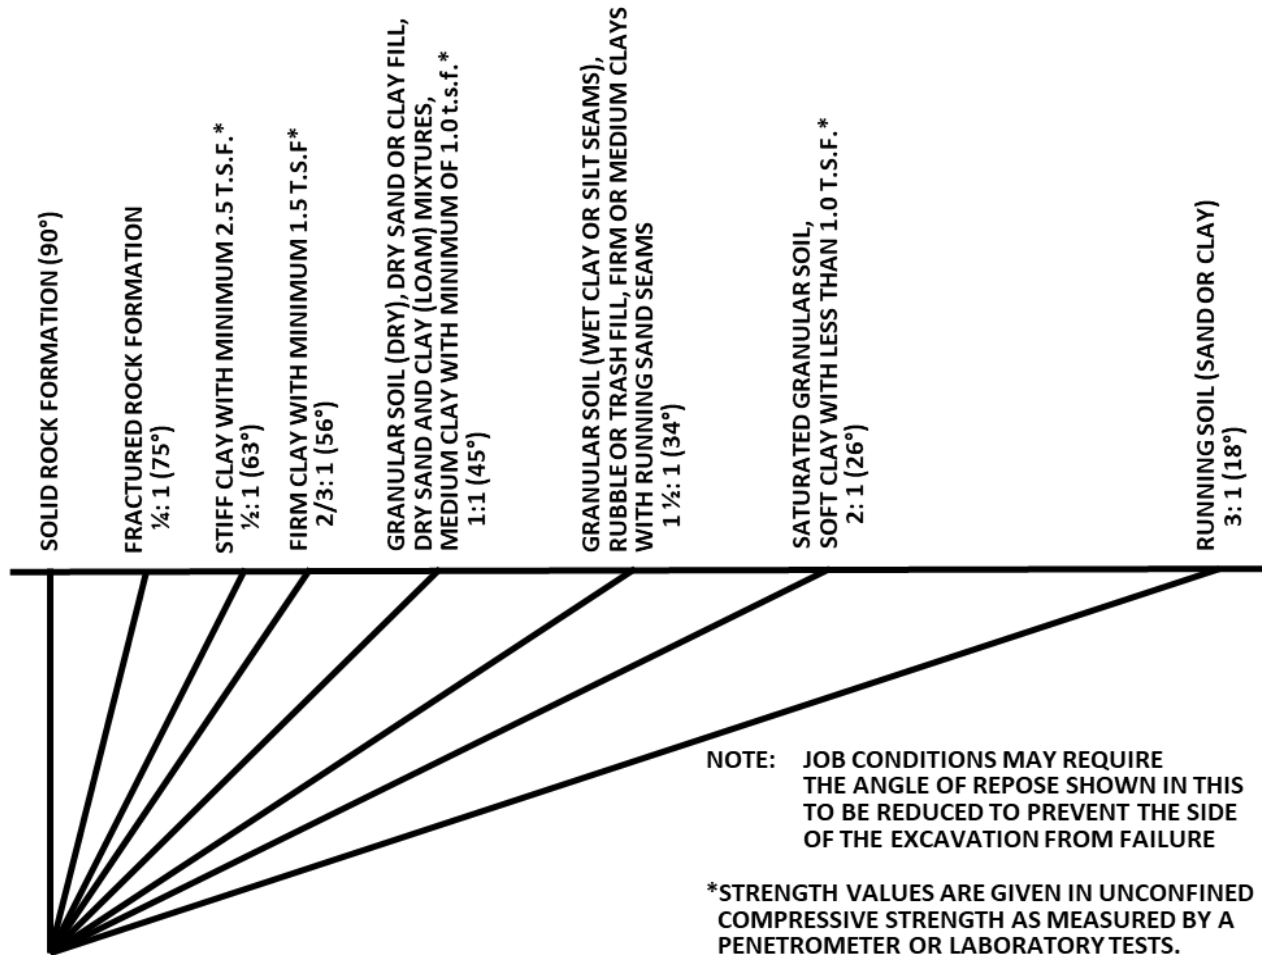 SOLID ROCK FORMATION (90°)
FRACTURED ROCK FORMATION
¼: 1 (75°)
STIFF CLAY WITH MINIMUM 2.5 T.S.F.*
½: 1 (63°)
FIRM CLAY WITH MINIMUM 1.5 T.S.F*
2/3: 1 (56°)
GRANULAR SOIL (DRY), DRY SAND OR CLAY FILL,
DRY SAND AND CLAY (LOAM) MIXTURES,
MEDIUM CLAY WITH MINIMUM OF 1.0 t.s.f.*
1:1 (45°)
GRANULAR SOIL (WET CLAY OR SILT SEAMS),
RUBBLE OR TRASH FILL, FIRM OR MEDIUM CLAYS
WITH RUNNING SAND SEAMS
1 ½: 1 (34°)
SATURATED GRANULAR SOIL,
SOFT CLAY WITH LESS THAN 1.0 T.S.F.*
2: 1 (26°)
RUNNING SOIL (SAND OR CLAY)
3: 1 (18°)
NOTE: JOB CONDITIONS MAY REQUIRE
THE ANGLE OF REPOSE SHOWN IN THIS
TO BE REDUCED TO PREVENT THE SIDE
OF THE EXCAVATION FROM FAILURE
*STRENGTH VALUES ARE GIVEN IN UNCONFINED
COMPRESSIVE STRENGTH AS MEASURED BY A
PENETROMETER OR LABORATORY TESTS.